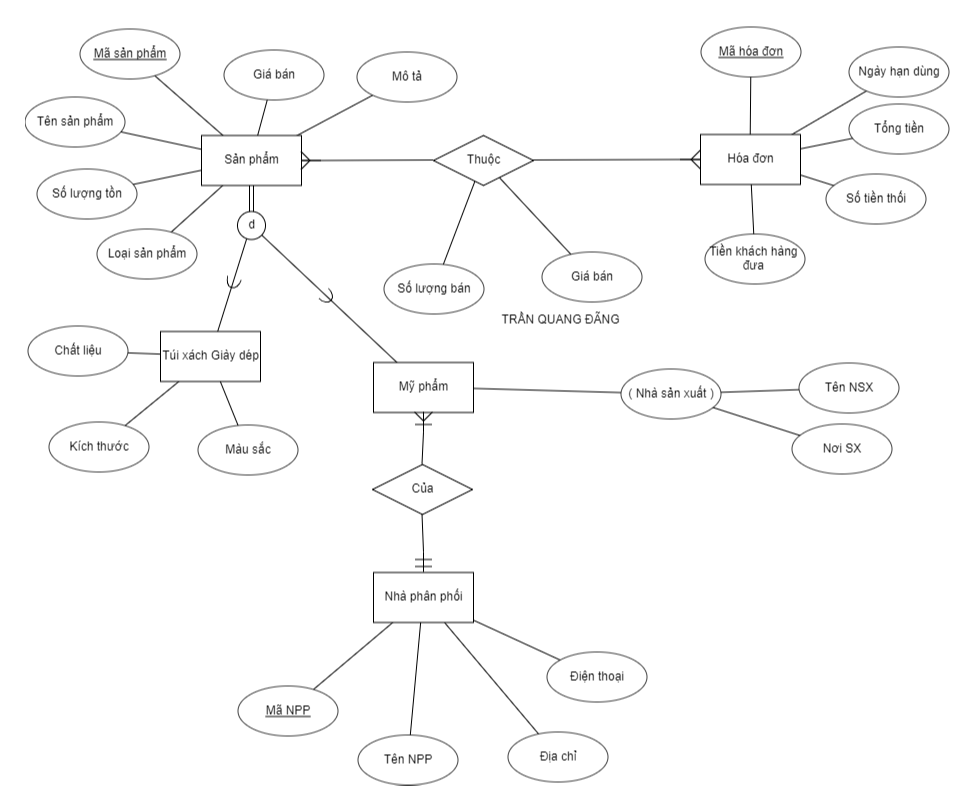 Mã sản phẩm
Giá bán
Mô tả
Tên sản phẩm
Sản phẩm
Số lượng tồn
Loại sản phẩm
d
Thuộc
Số lượng bán
Giá bán
TRẦN QUANG ĐÃNG
Mã hóa đơn
Ngày hạn dùng
Tổng tiền
Hóa đơn
Số tiền thối
Tiền khách hàng
đưa
Túi xách Giày dép
Chất liệu
Kích thước
Màu sắc
Mỹ phẩm
( Nhà sản xuất )
Tên NSX
Nơi SX
Của
Nhà phân phối
Mã NPP
Tên NPP
Địa chỉ
Điện thoại